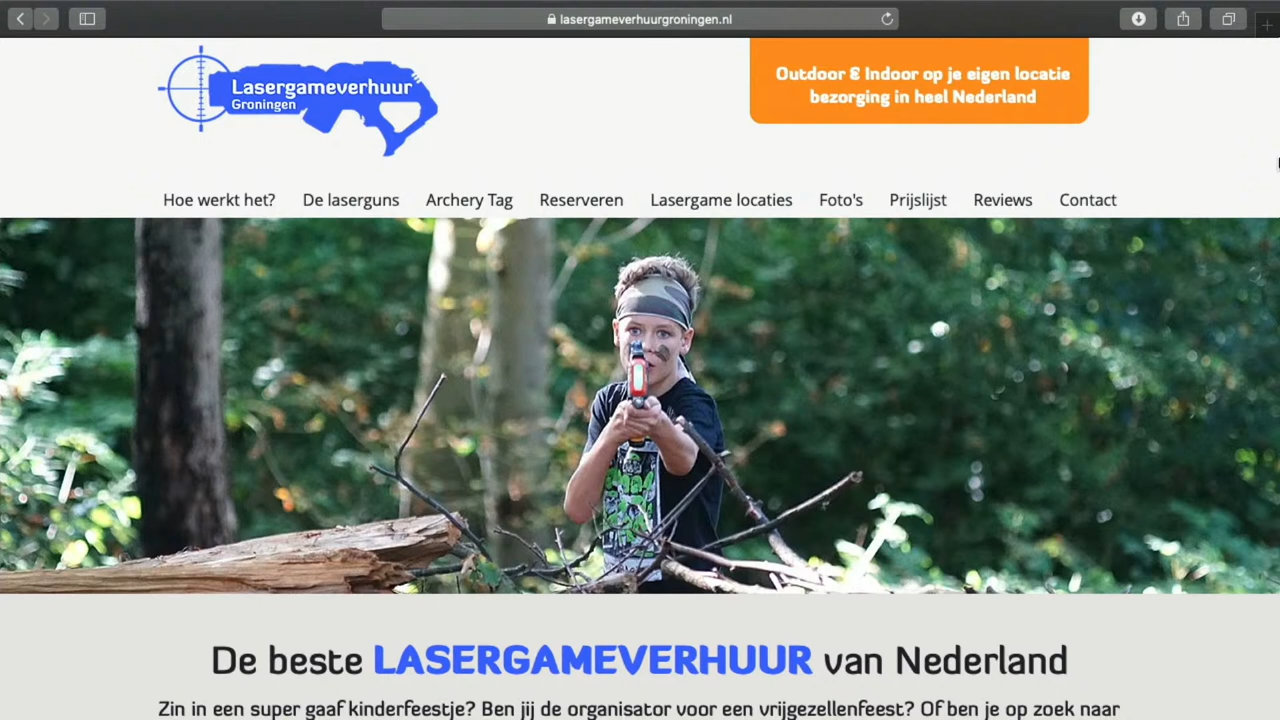 lasergameverhuurgroningen.nl
Lasergameverhuur
Groningen
Outdoor & Indoor op je eigen locatie
bezorging in heel Nederland
Hoe werkt het? De laserguns Archery Tag Reserveren Lasergame locaties Foto's Prijslijst Reviews Contact
De beste LASERGAMEVERHUUR van Nederland
Zin in een super gaaf kinderfeestje? Ben jij de organisator voor een vrijgezellenfeest? Of ben je op zoek naar